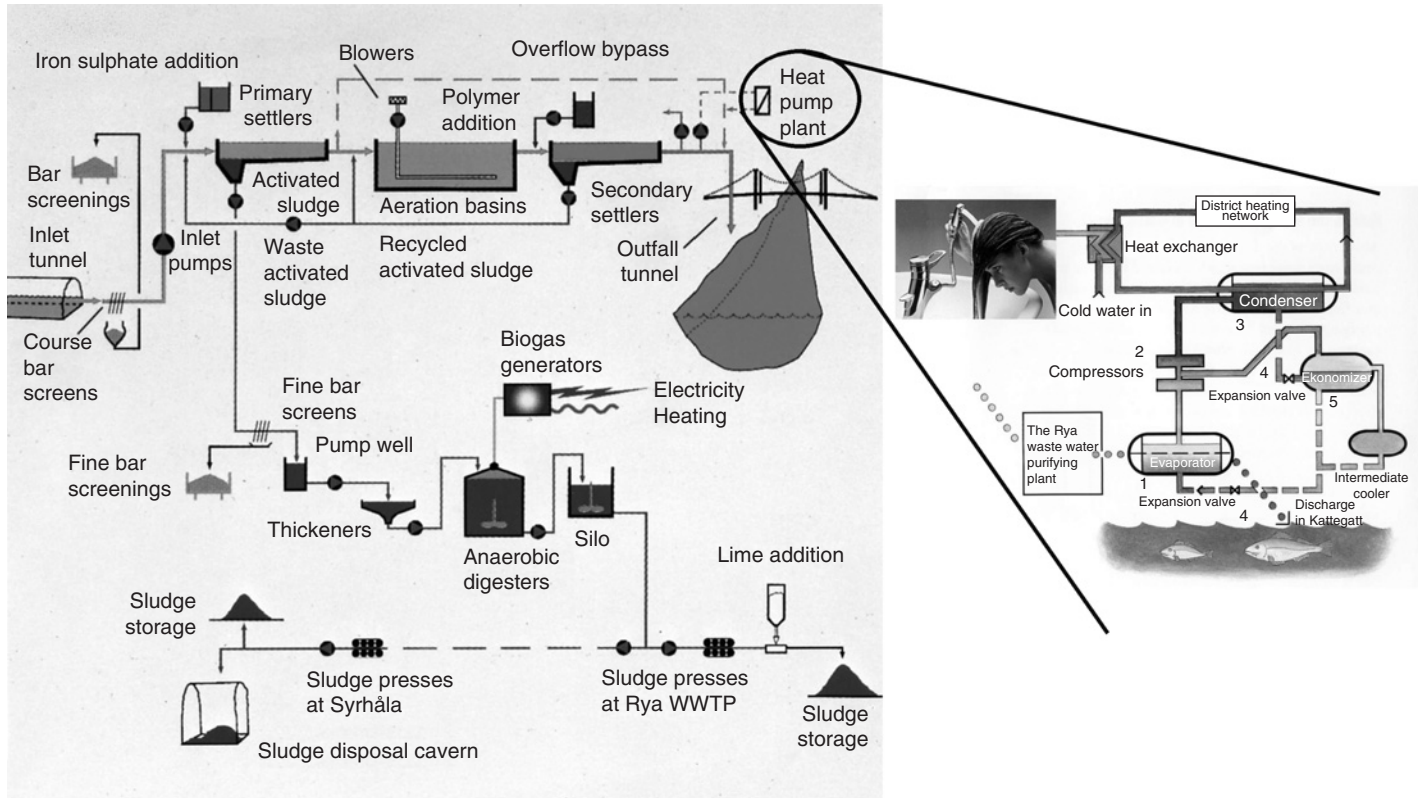 Iron sulphate addition
Blowers
Overflow bypass
Primary
settlers
Polymer
addition
Heat
pump
plant
Bar
screenings
Activated
sludge
Aeration basins
Secondary
settlers
Inlet
tunnel
Inlet
pumps
Waste
activated
sludge
Recycled
activated sludge
Outfall
tunnel
Course
bar
screens
Biogas
generators
Electricity
Heating
Fine bar
screens
Pump well
Fine bar
screenings
Thickeners
Anaerobic
digesters
Silo
Lime addition
Sludge
storage
Sludge presses
at Syrhåla
Sludge presses
at Rya WWTP
Sludge
storage
Sludge disposal cavern
District heating
network
Heat exchanger
Cold water in
Condenser
3
2
Compressors
4
Expansion valve
Ekonomizer
5
The Rya
waste water
purifying
plant
Evaporator
1
Expansion valve
4
Intermediate
cooler
Discharge
in Kattegatt